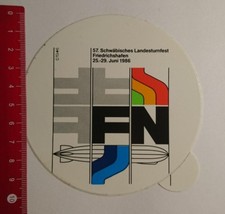 57. Schwäbisches Landesturnfest
Friedrichshafen
25.-29. Juni 1986
FN